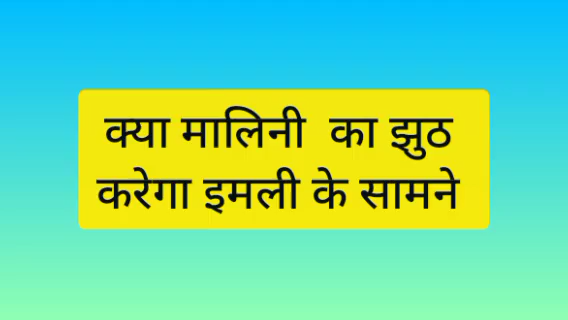 क्या मालिनी का झुठ
करेगा इमली के सामने